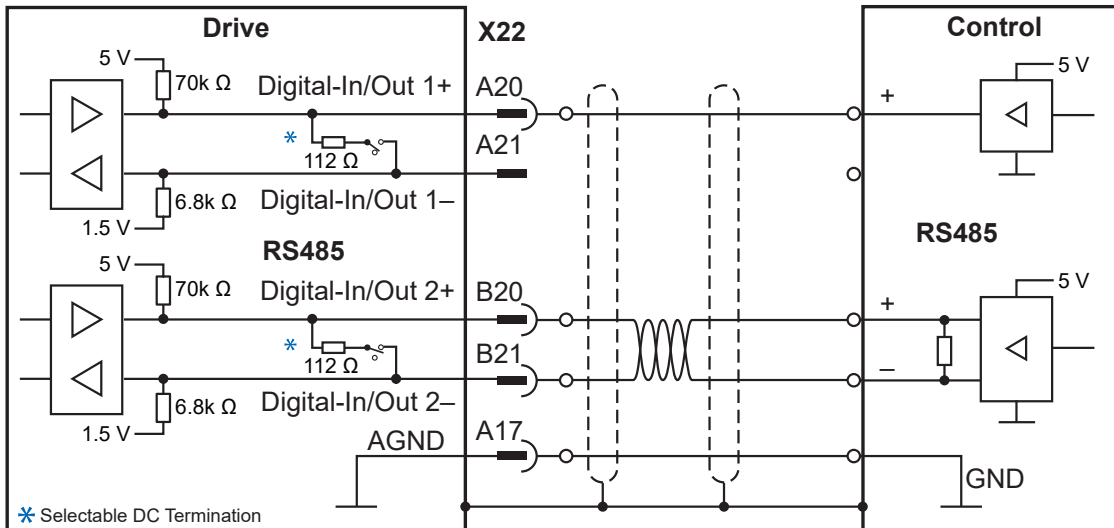 Drive
X22
Control
5 V
70k Ω
Digital-In/Out 1+
A20
+
5 V
* 112 Ω
A21
6.8k Ω
Digital-In/Out 1–
1.5 V
RS485
RS485
5 V
70k Ω
Digital-In/Out 2+
B20
+
5 V
* 112 Ω
B21
–
6.8k Ω
Digital-In/Out 2–
1.5 V
AGND
A17
GND
* Selectable DC Termination